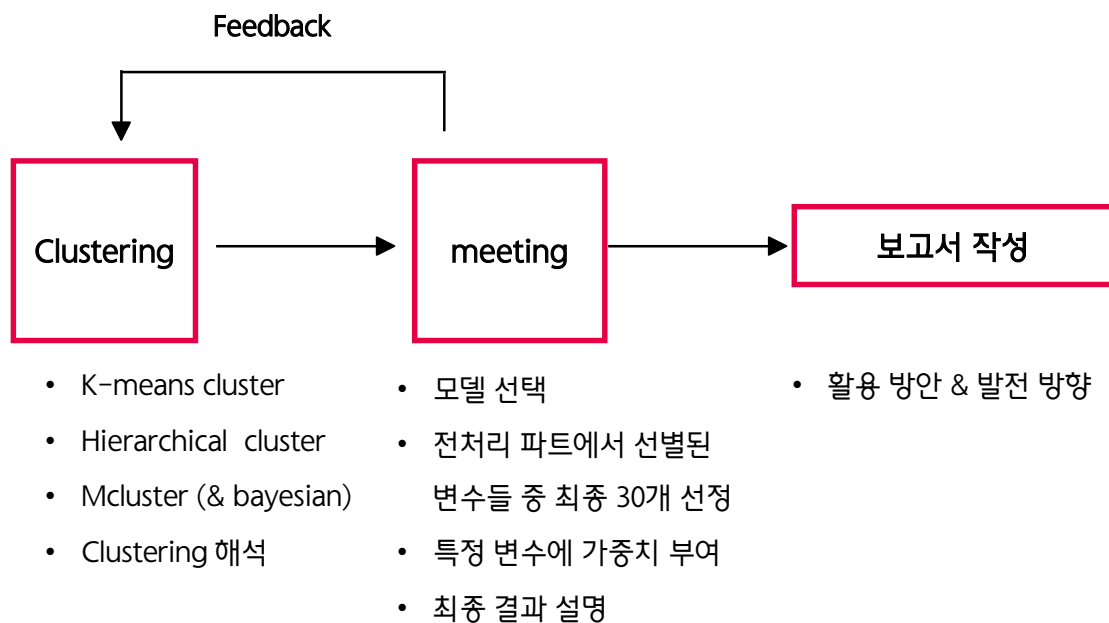 Feedback
Clustering
meeting
보고서 작성
• K-means cluster
• Hierarchical cluster
• Mcluster (& bayesian)
• Clustering 해석
• 모델 선택
• 전처리 파트에서 선별된
변수들 중 최종 30개 선정
• 특정 변수에 가중치 부여
• 최종 결과 설명
• 활용 방안 & 발전 방향